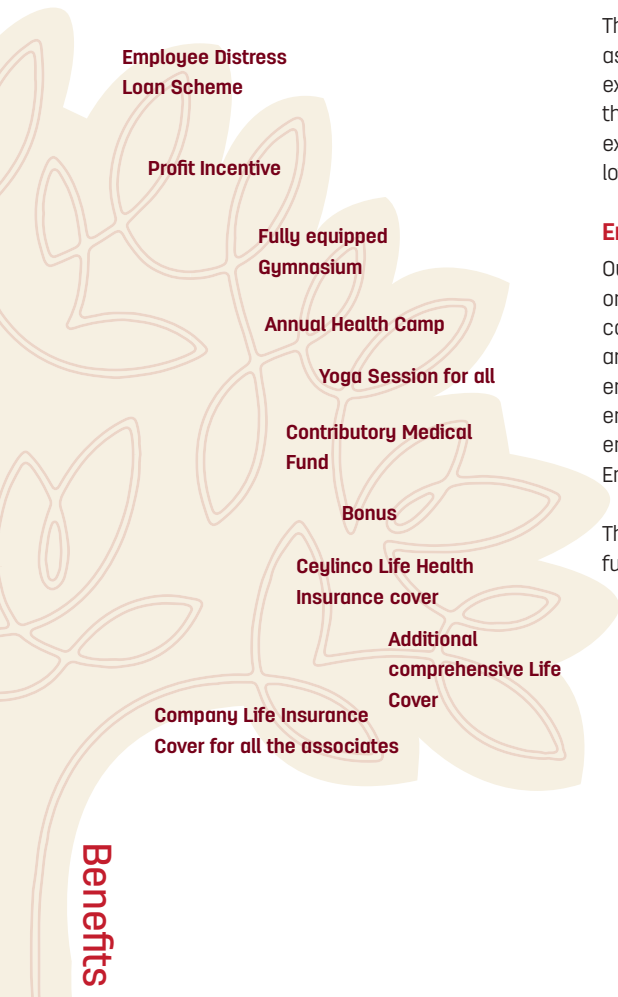 Employee Distress
Loan Scheme
Profit Incentive
Fully equipped
Gymnasium
Annual Health Camp
Yoga Session for all
Contributory Medical
Fund
Bonus
Ceylinco Life Health
Insurance cover
Additional
comprehensive Life
Cover
Company Life Insurance
Cover for all the associates
Benefits